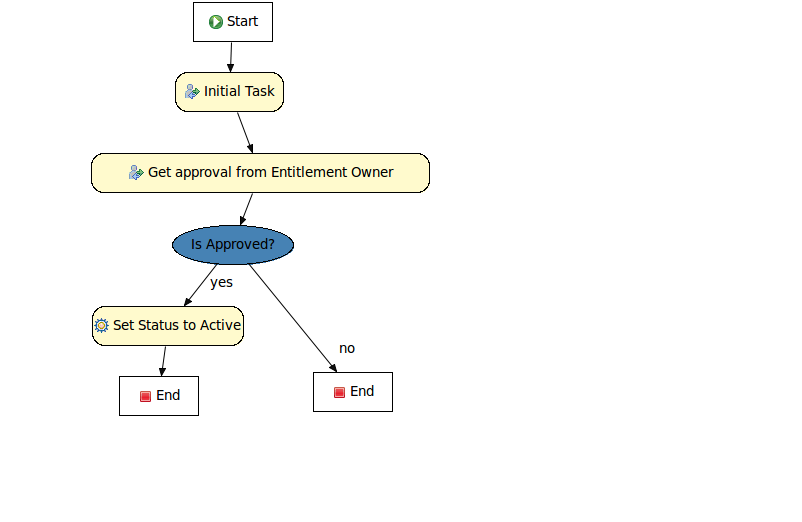 Start
Initial Task
Get approval from Entitlement Owner
Is Approved?
yes
Set Status to Active
no
End
End